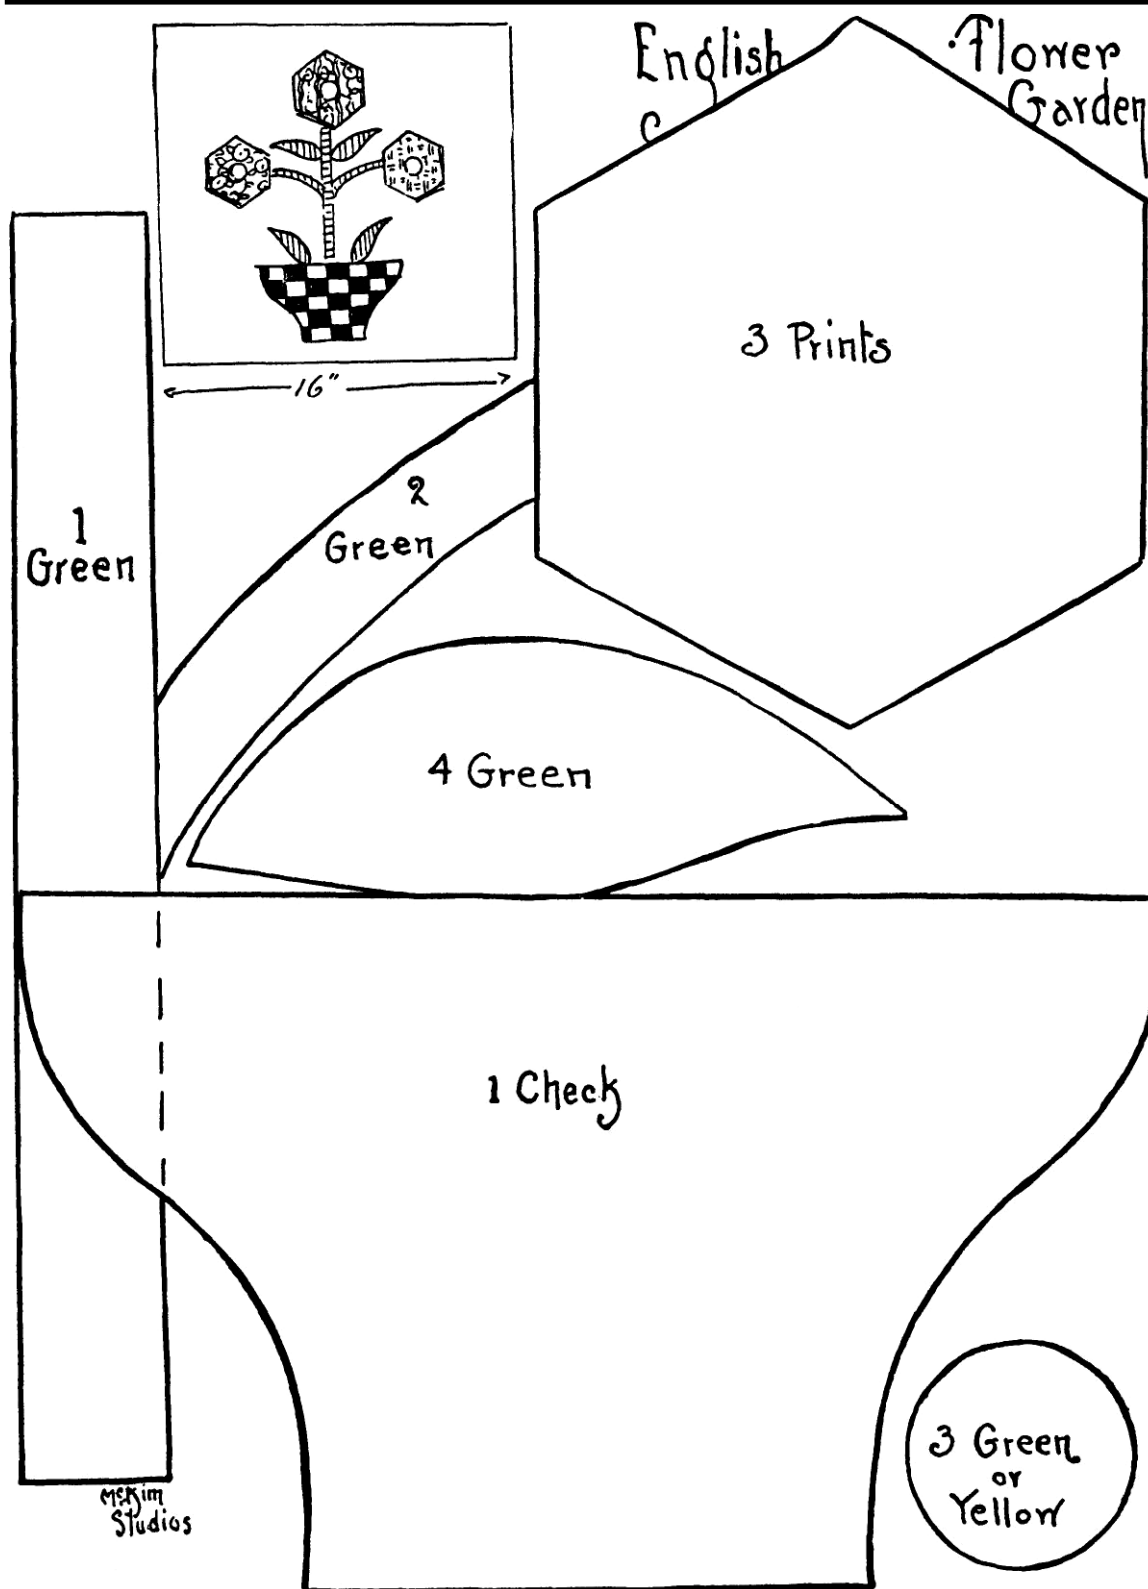 English Flower
Garden
16"
3 Prints
1
Green
2
Green
4 Green
1 Check
3 Green
or
Yellow
McKim
Studios